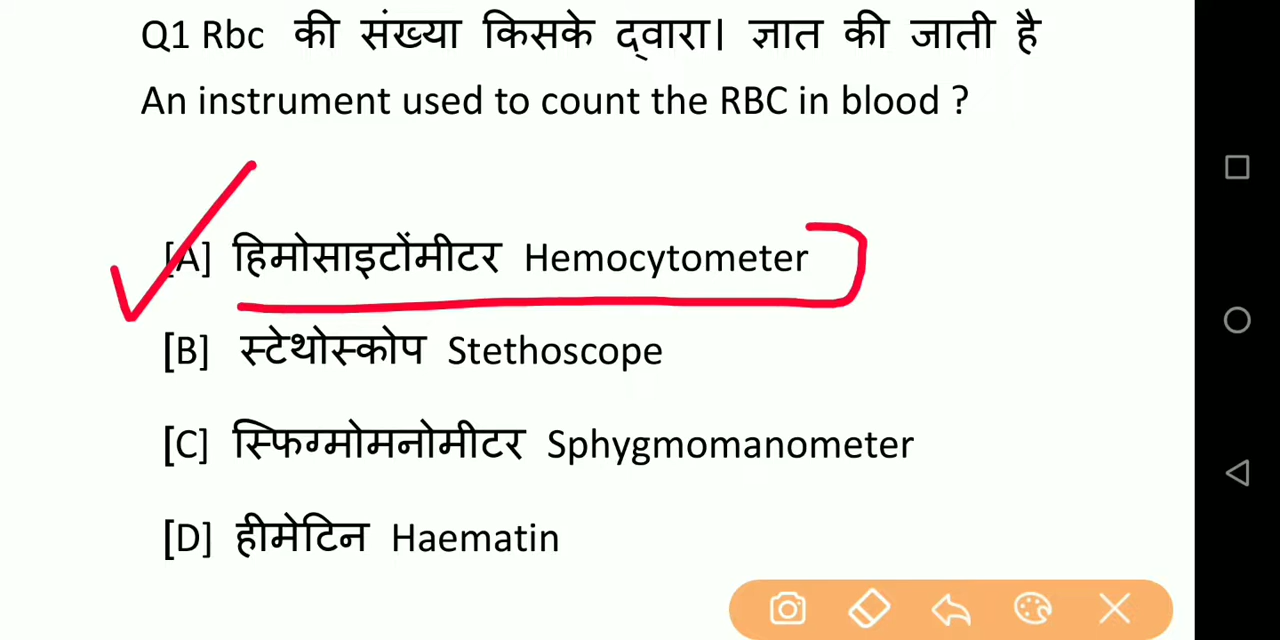 Q1 Rbc की संख्या किसके द्वारा। ज्ञात की जाती है
An instrument used to count the RBC in blood ?
[A] हिमोसाइटोंमीटर Hemocytometer
[B] स्टेथोस्कोप Stethoscope
[C] स्फिग्मोमनोमीटर Sphygmomanometer
[D] हीमेटिन Haematin